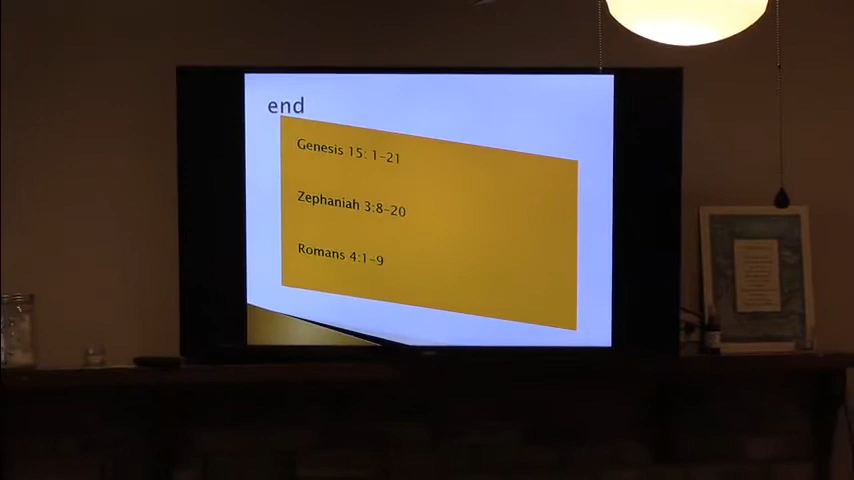 end
Genesis 15: 1-21
Zephaniah 3:8-20
Romans 4:1-9